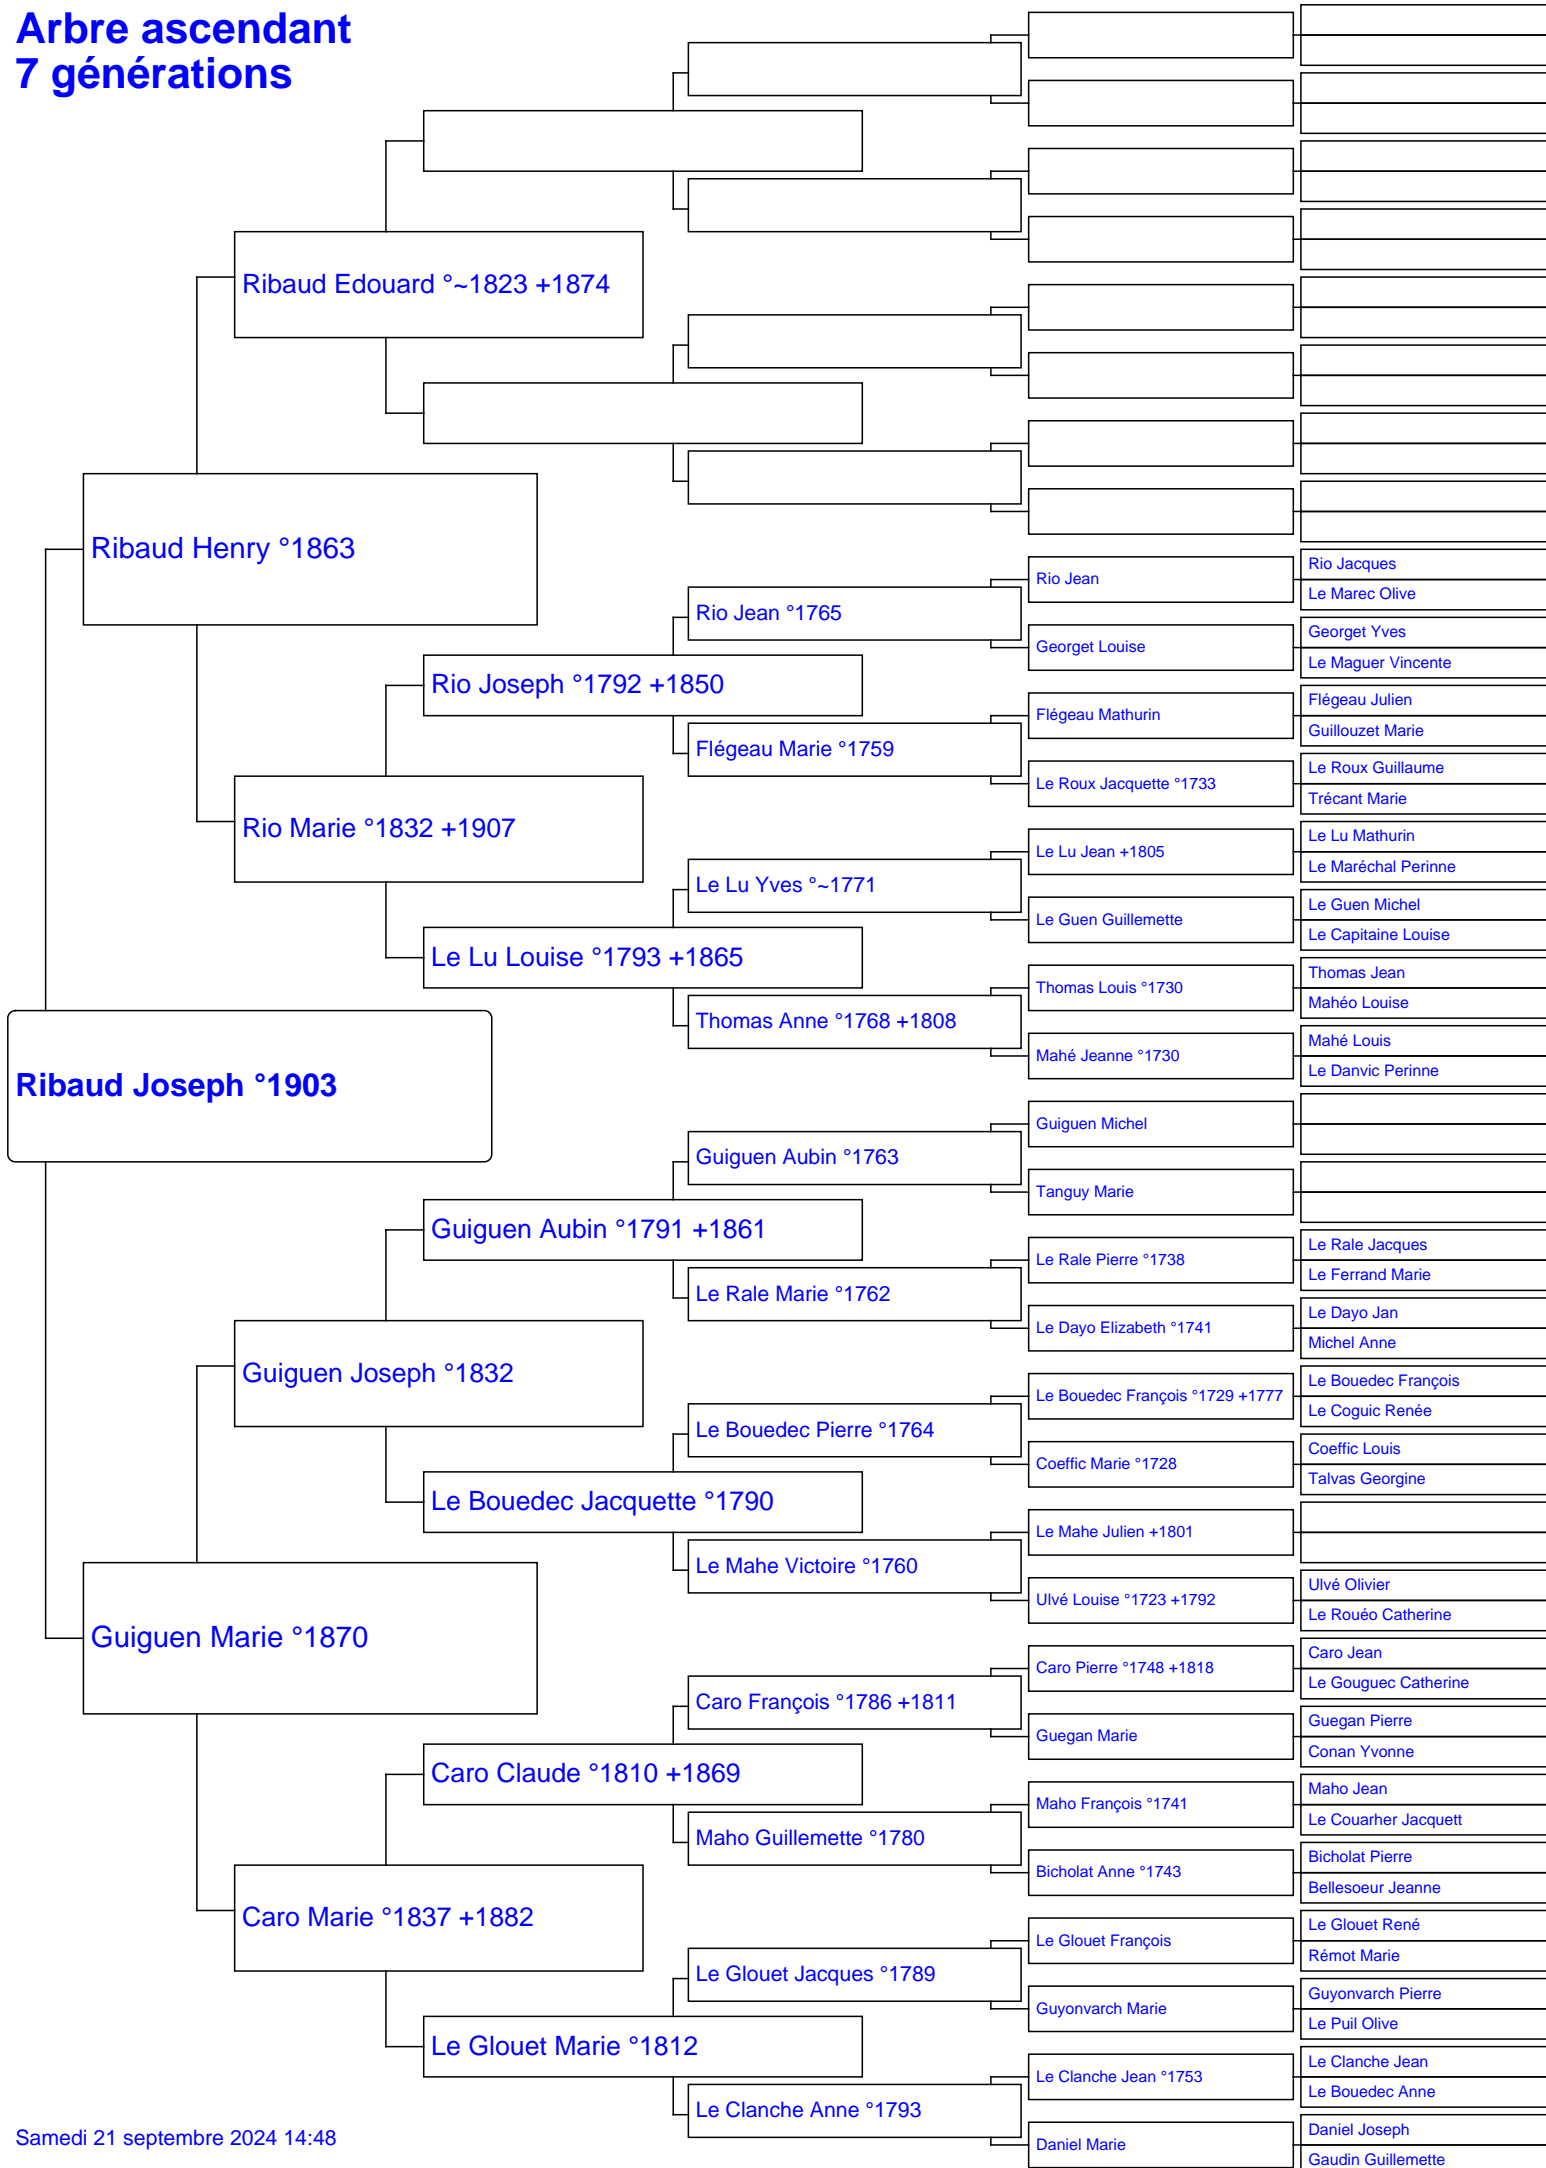 Arbre ascendant
7 générations
Ribaud Edouard °~1823 +1874
Ribaud Henry °1863
Rio Jean
Rio Jacques
Le Marec Olive
Rio Jean °1765
Georget Louise
Georget Yves
Le Maguer Vincente
Rio Joseph °1792 +1850
Flégeau Mathurin
Flégeau Julien
Guillouzet Marie
Flégeau Marie °1759
Le Roux Jacquette °1733
Le Roux Guillaume
Trécant Marie
Rio Marie °1832 +1907
Le Lu Jean +1805
Le Lu Mathurin
Le Maréchal Perinne
Le Lu Yves °~1771
Le Guen Guillemette
Le Guen Michel
Le Capitaine Louise
Le Lu Louise °1793 +1865
Thomas Louis °1730
Thomas Jean
Mahéo Louise
Thomas Anne °1768 +1808
Mahé Jeanne °1730
Mahé Louis
Le Danvic Perinne
Ribaud Joseph °1903
Guiguen Michel
Guiguen Aubin °1763
Tanguy Marie
Guiguen Aubin °1791 +1861
Le Rale Pierre °1738
Le Rale Jacques
Le Ferrand Marie
Le Rale Marie °1762
Le Dayo Elizabeth °1741
Le Dayo Jan
Michel Anne
Guiguen Joseph °1832
Le Bouedec François °1729 +1777
Le Bouedec François
Le Coguic Renée
Le Bouedec Pierre °1764
Coeffic Marie °1728
Coeffic Louis
Talvas Georgine
Le Bouedec Jacquette °1790
Le Mahe Julien +1801
Le Mahe Victoire °1760
Ulvé Louise °1723 +1792
Ulvé Olivier
Le Rouéo Catherine
Guiguen Marie °1870
Caro Pierre °1748 +1818
Caro Jean
Le Gouguec Catherine
Caro François °1786 +1811
Guegan Marie
Guegan Pierre
Conan Yvonne
Caro Claude °1810 +1869
Maho François °1741
Maho Jean
Le Couarher Jacquett
Maho Guillemette °1780
Bicholat Anne °1743
Bicholat Pierre
Bellesoeur Jeanne
Caro Marie °1837 +1882
Le Glouet François
Le Glouet René
Rémot Marie
Le Glouet Jacques °1789
Guyonvarch Marie
Guyonvarch Pierre
Le Puil Olive
Le Glouet Marie °1812
Le Clanche Jean °1753
Le Clanche Jean
Le Bouedec Anne
Le Clanche Anne °1793
Daniel Marie
Daniel Joseph
Gaudin Guillemette
Samedi 21 septembre 2024 14:48